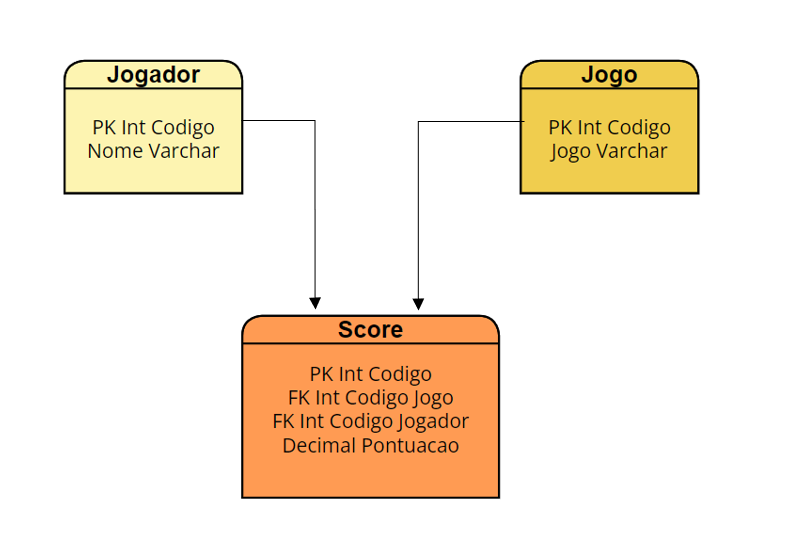 Jogador
PK Int Codigo
Nome Varchar
Jogo
PK Int Codigo
Jogo Varchar
Score
PK Int Codigo
FK Int Codigo Jogo
FK Int Codigo Jogador
Decimal Pontuacao